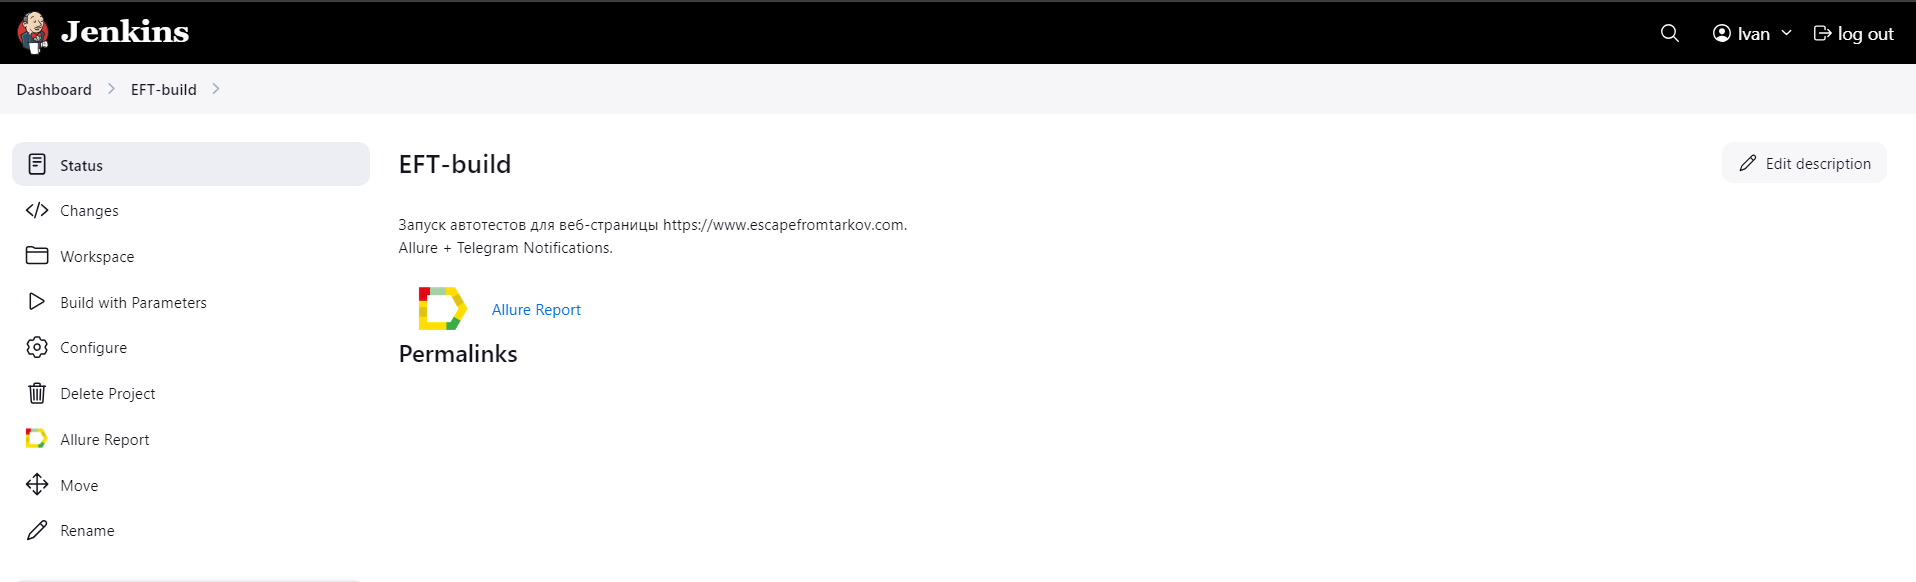 Jenkins
Ivan
log out
Dashboard
EFT-build
Status
Changes
Workspace
Build with Parameters
Configure
Delete Project
Allure Report
Move
Rename
EFT-build
Edit description
Запуск автотестов для веб-страницы https://www.escapefromtarkov.com.
Allure + Telegram Notifications.
Allure Report
Permalinks